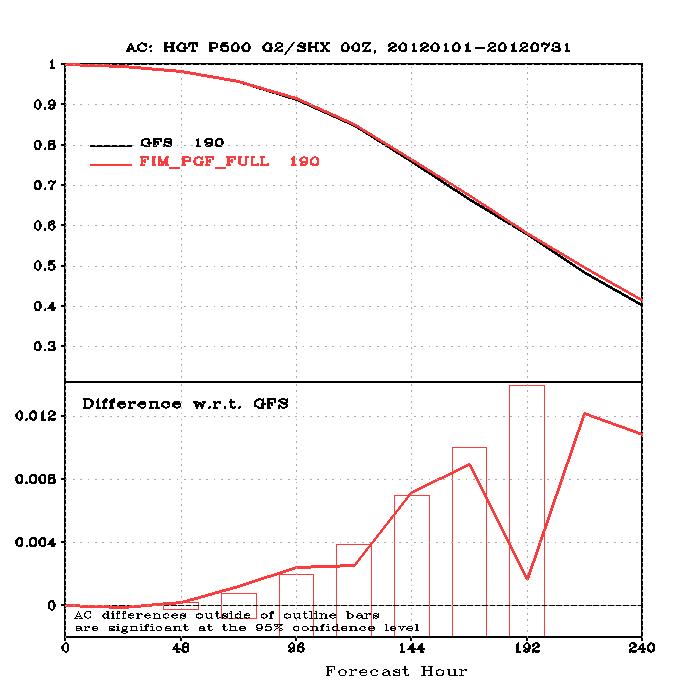 AC: HGT P500 G2/SHX 00Z, 20120101-20120731
1
0.9
0.8
0.7
0.6
0.5
0.4
0.3
GFS 190
FIM_PGF_FULL 190
Difference w.r.t. GFS
0.012
0.008
0.004
0
AC differences outside of outline bars
are significant at the 95% confidence level
0 48 96 144 192 240
Forecast Hour